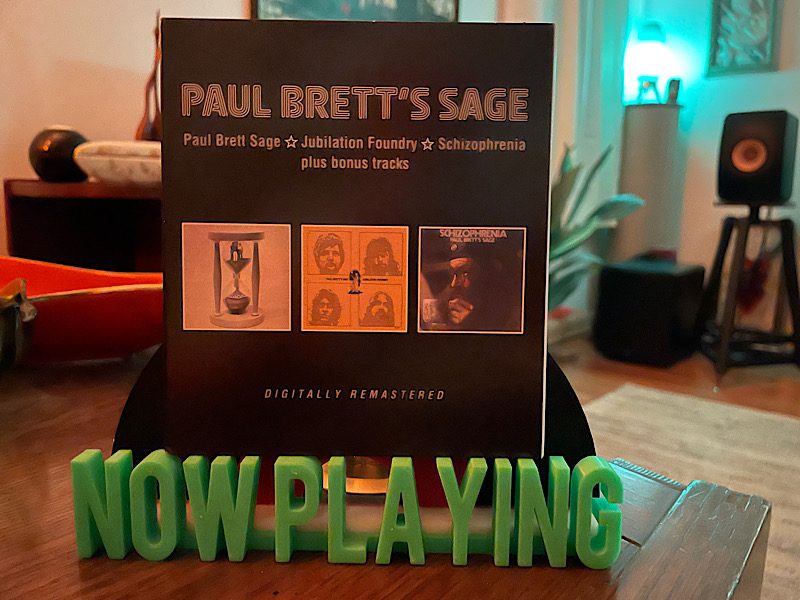 PAUL BRETT'S SAGE
Paul Brett Sage ☆ Jubilation Foundry ☆ Schizophrenia
plus bonus tracks
SCHIZOPHRENIA
PAUL BRETT'S SAGE
DIGITALLY REMASTERED
NOW PLAYING